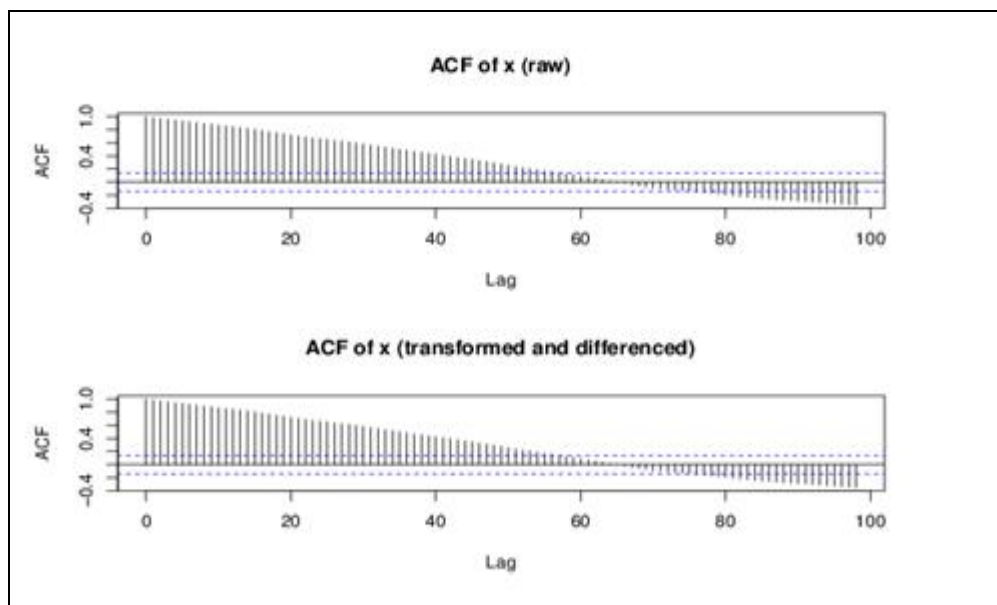 ACF of x (raw)
1.0
0.4
-0.4
ACF
0 20 40 60 80 100
Lag
ACF of x (transformed and differenced)
1.0
0.4
-0.4
ACF
0 20 40 60 80 100
Lag